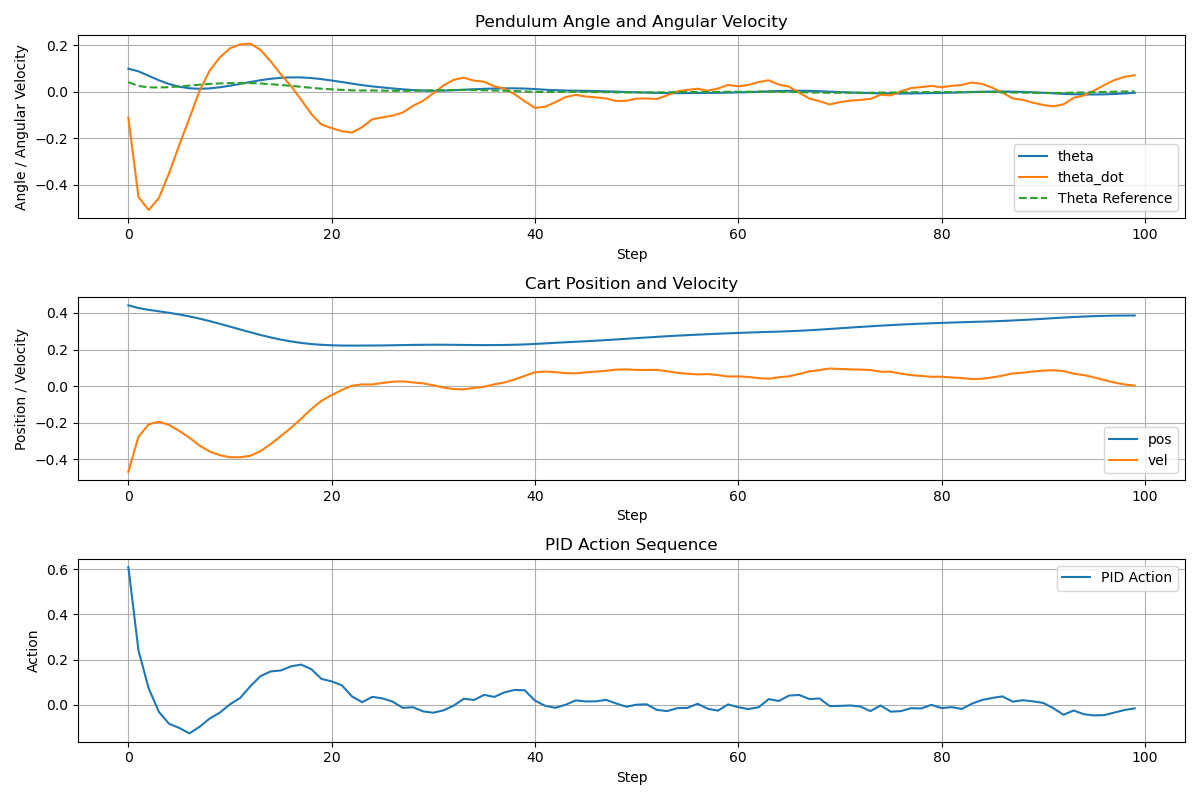 Pendulum Angle and Angular Velocity
Angle / Angular Velocity
0.2
0.0
−0.2
−0.4
theta
theta_dot
Theta Reference
0 20 40 60 80 100
Step
Cart Position and Velocity
Position / Velocity
0.4
0.2
0.0
−0.2
−0.4
pos
vel
0 20 40 60 80 100
Step
PID Action Sequence
Action
0.6
0.4
0.2
0.0
PID Action
0 20 40 60 80 100
Step